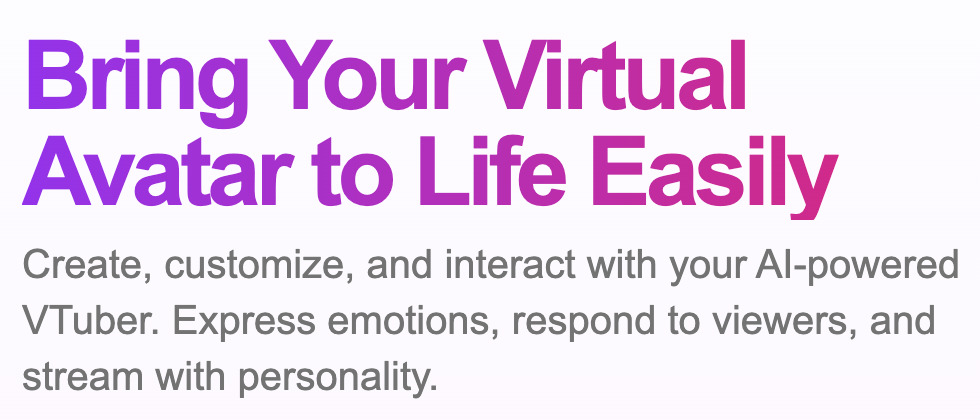 Bring Your Virtual
Avatar to Life Easily
Create, customize, and interact with your AI-powered
VTuber. Express emotions, respond to viewers, and
stream with personality.